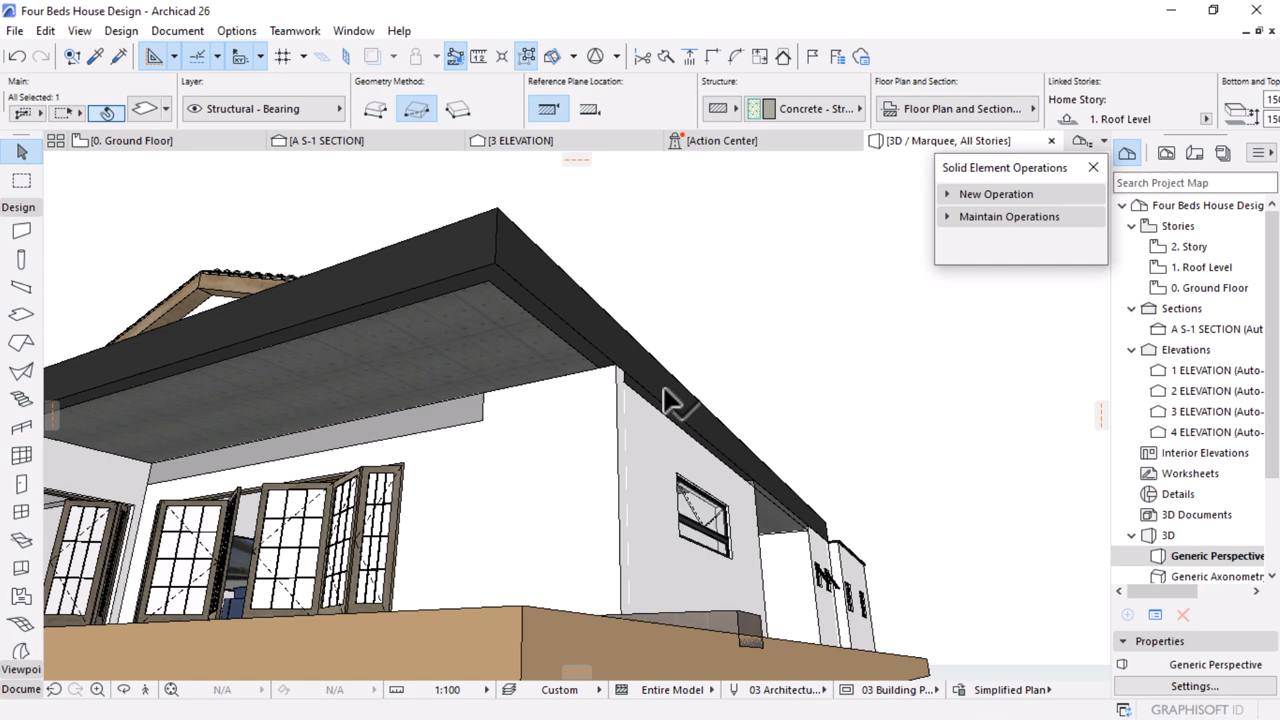 Four Beds House Design - Archicad 26
File Edit View Design Document Options Teamwork Window Help
Main: Layer: Geometry Method: Reference Plane Location: Structure: Floor Plan and Section: Linked Stories: Bottom and Top
All Selected: 1
Structural - Bearing
Concrete - Str...
Floor Plan and Section...
Home Story:
1. Roof Level
150
150
[0. Ground Floor] [A S-1 SECTION] [3 ELEVATION] [Action Center] [3D / Marquee, All Stories]
Solid Element Operations
New Operation
Maintain Operations
Search Project Map
Four Beds House Desig
Stories
2. Story
1. Roof Level
0. Ground Floor
Sections
A S-1 SECTION (Aut
Elevations
1 ELEVATION (Auto-
2 ELEVATION (Auto-
3 ELEVATION (Auto-
4 ELEVATION (Auto-
Interior Elevations
Worksheets
Details
3D Documents
3D
Generic Perspective
Generic Axonometr
Properties
Generic Perspective
Settings...
GRAPHISOFT ID
Design
Viewpoi
Docume
N/A N/A 1:100 Custom Entire Model 03 Architectu... 03 Building P... Simplified Plan